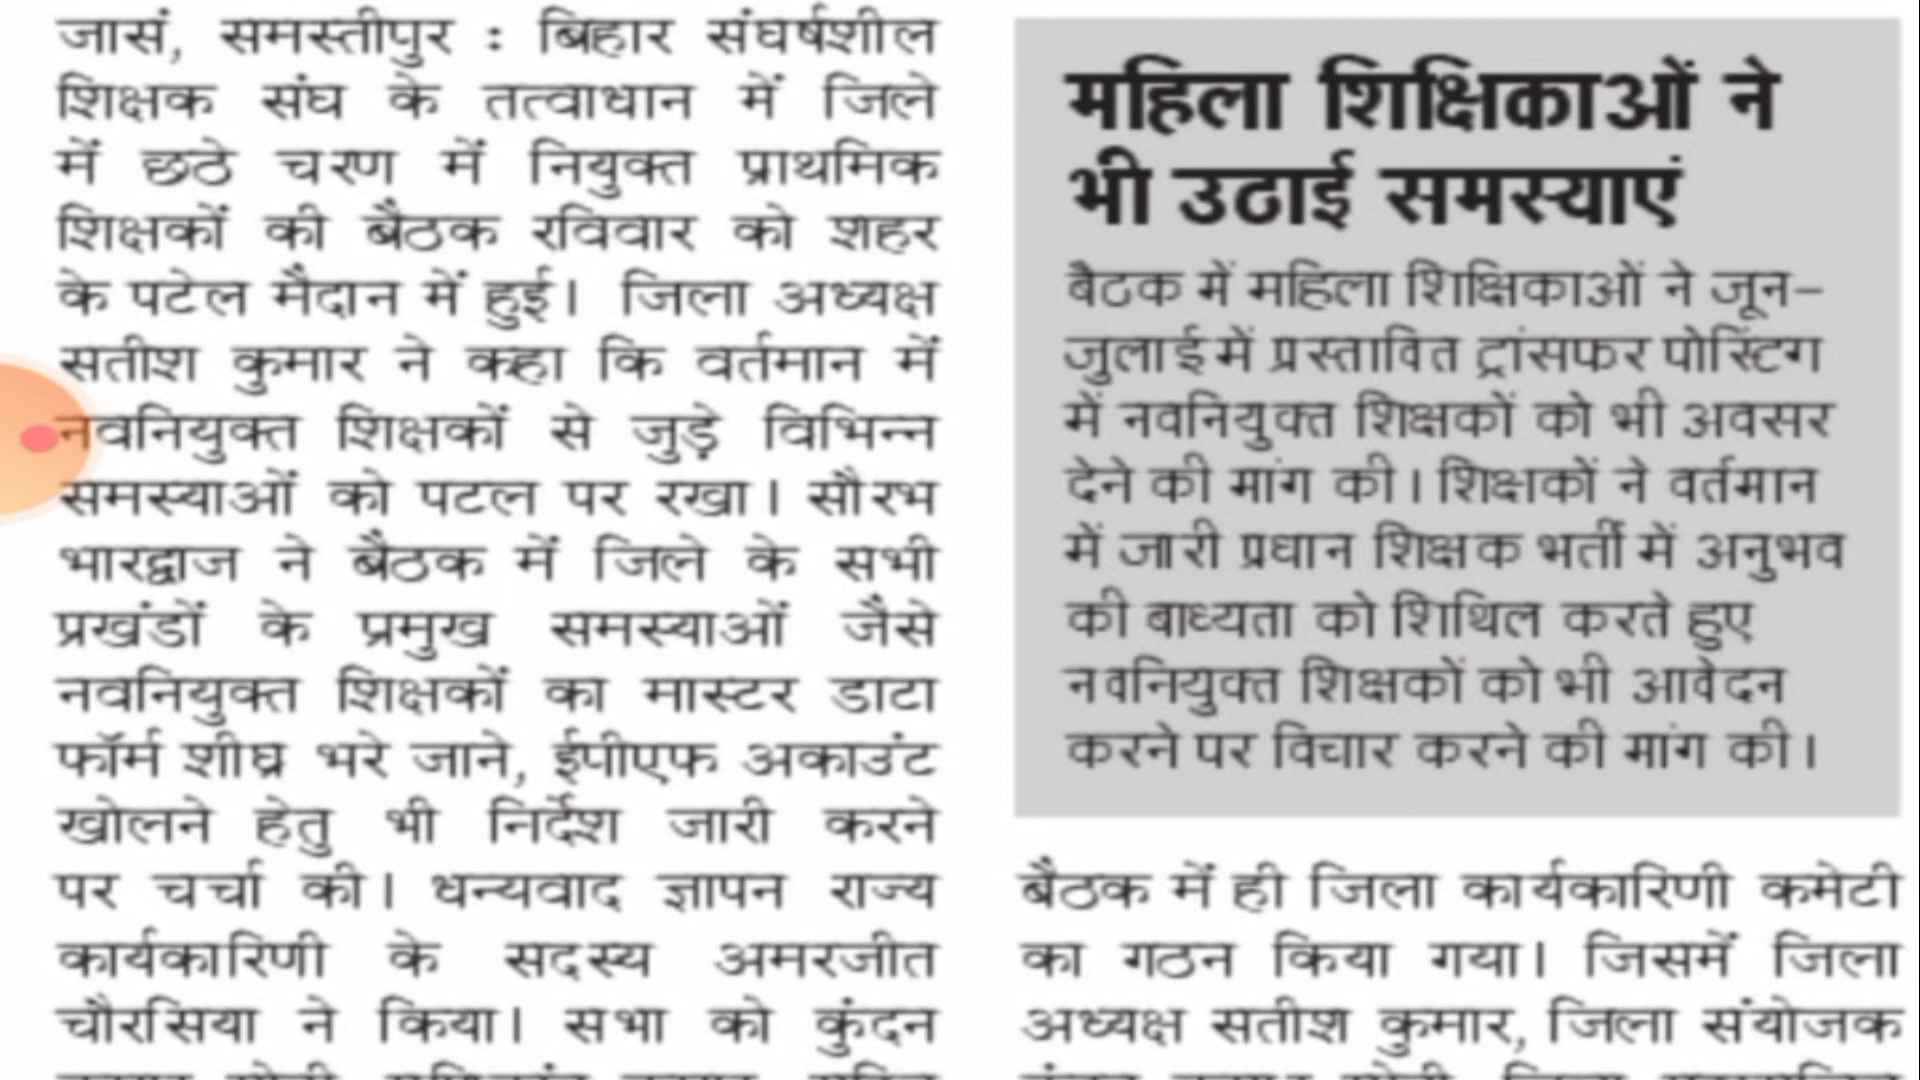 जासं, समस्तीपुर : बिहार संघर्षशील
शिक्षक संघ के तत्वाधान में जिले
में छठे चरण में नियुक्त प्राथमिक
शिक्षकों की बैठक रविवार को शहर
के पटेल मैदान में हुई। जिला अध्यक्ष
सतीश कुमार ने कहा कि वर्तमान में
नवनियुक्त शिक्षकों से जुड़े विभिन्न
समस्याओं को पटल पर रखा। सौरभ
भारद्वाज ने बैठक में जिले के सभी
प्रखंडों के प्रमुख समस्याओं जैसे
नवनियुक्त शिक्षकों का मास्टर डाटा
फॉर्म शीघ्र भरे जाने, ईपीएफ अकाउंट
खोलने हेतु भी निर्देश जारी करने
पर चर्चा की। धन्यवाद ज्ञापन राज्य
कार्यकारिणी के सदस्य अमरजीत
चौरसिया ने किया। सभा को कुंदन
महिला शिक्षिकाओं ने
भी उठाई समस्याएं
बैठक में महिला शिक्षिकाओं ने जून-
जुलाई में प्रस्तावित ट्रांसफर पोस्टिंग
में नवनियुक्त शिक्षकों को भी अवसर
देने की मांग की। शिक्षकों ने वर्तमान
में जारी प्रधान शिक्षक भर्ती में अनुभव
की बाध्यता को शिथिल करते हुए
नवनियुक्त शिक्षकों को भी आवेदन
करने पर विचार करने की मांग की।
बैठक में ही जिला कार्यकारिणी कमेटी
का गठन किया गया। जिसमें जिला
अध्यक्ष सतीश कुमार, जिला संयोजक